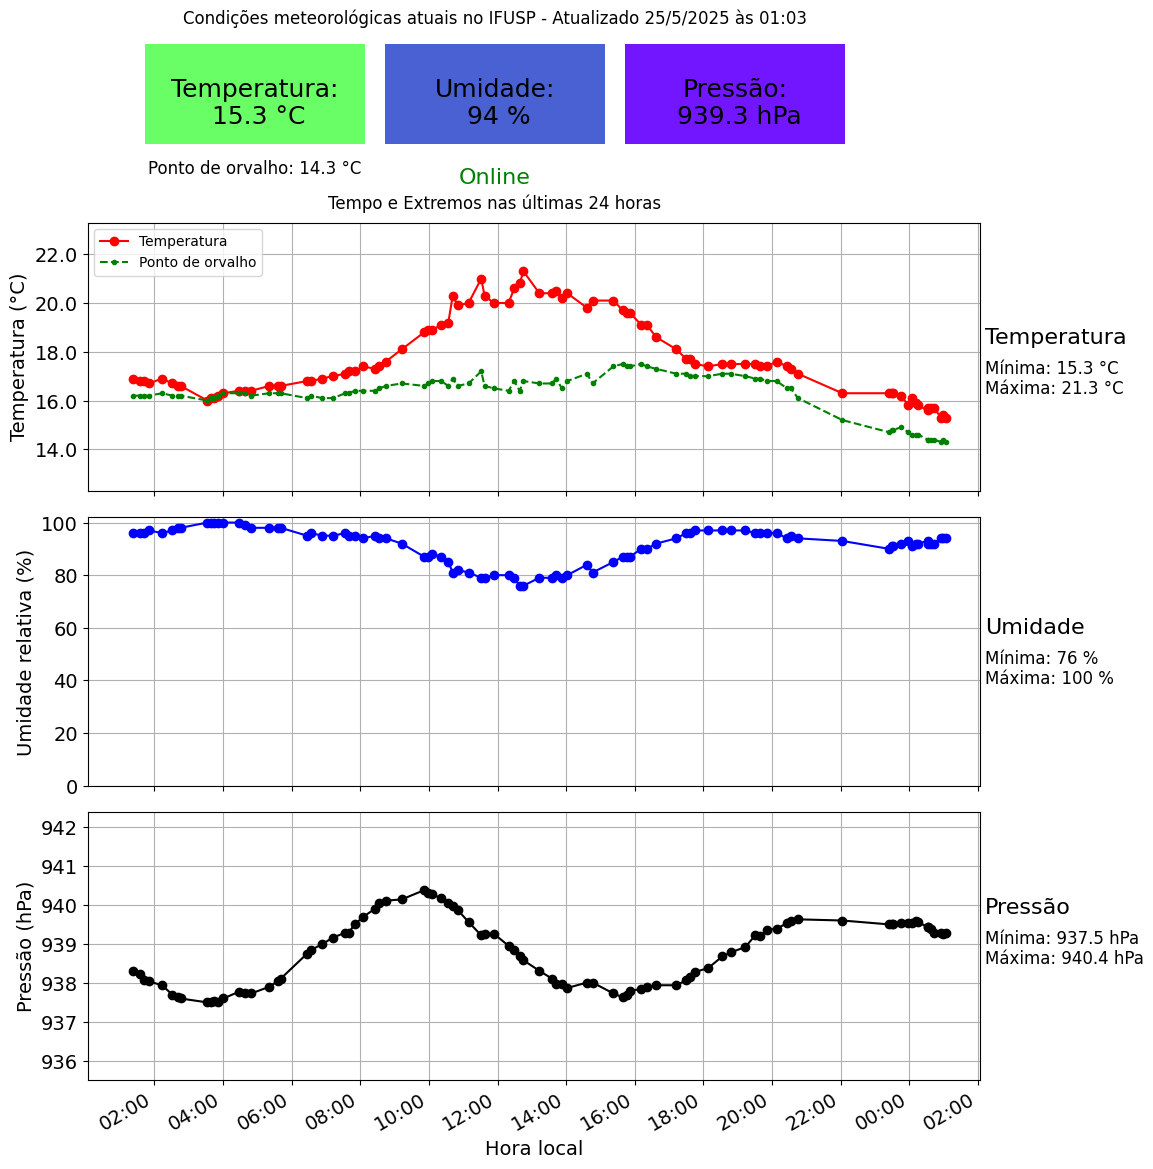 Condições meteorológicas atuais no IFUSP - Atualizado 25/5/2025 às 01:03
Temperatura:
15.3 °C
Umidade:
94 %
Pressão:
939.3 hPa
Ponto de orvalho: 14.3 °C
Online
Tempo e Extremos nas últimas 24 horas
Temperatura (°C)
22.0
20.0
18.0
16.0
14.0
Temperatura
Ponto de orvalho
Temperatura
Mínima: 15.3 °C
Máxima: 21.3 °C
Umidade relativa (%)
100
80
60
40
20
0
Umidade
Mínima: 76 %
Máxima: 100 %
Pressão (hPa)
942
941
940
939
938
937
936
Pressão
Mínima: 937.5 hPa
Máxima: 940.4 hPa
02:00 04:00 06:00 08:00 10:00 12:00 14:00 16:00 18:00 20:00 22:00 00:00 02:00
Hora local